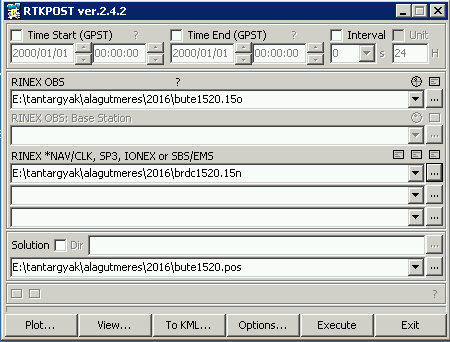 RTKPOST ver.2.4.2
Time Start (GPST) ? Time End (GPST) ? Interval Unit
2000/01/01 00:00:00 2000/01/01 00:00:00 0 s 24 H
RINEX OBS ?
E:\tantargyak\alagutmeres\2016\bute1520.15o ...
RINEX OBS: Base Station
...
RINEX *NAV/CLK, SP3, IONEX or SBS/EMS
E:\tantargyak\alagutmeres\2016\brdc1520.15n ...
...
...
Solution Dir ...
E:\tantargyak\alagutmeres\2016\bute1520.pos ...
?
Plot... View... To KML... Options... Execute Exit